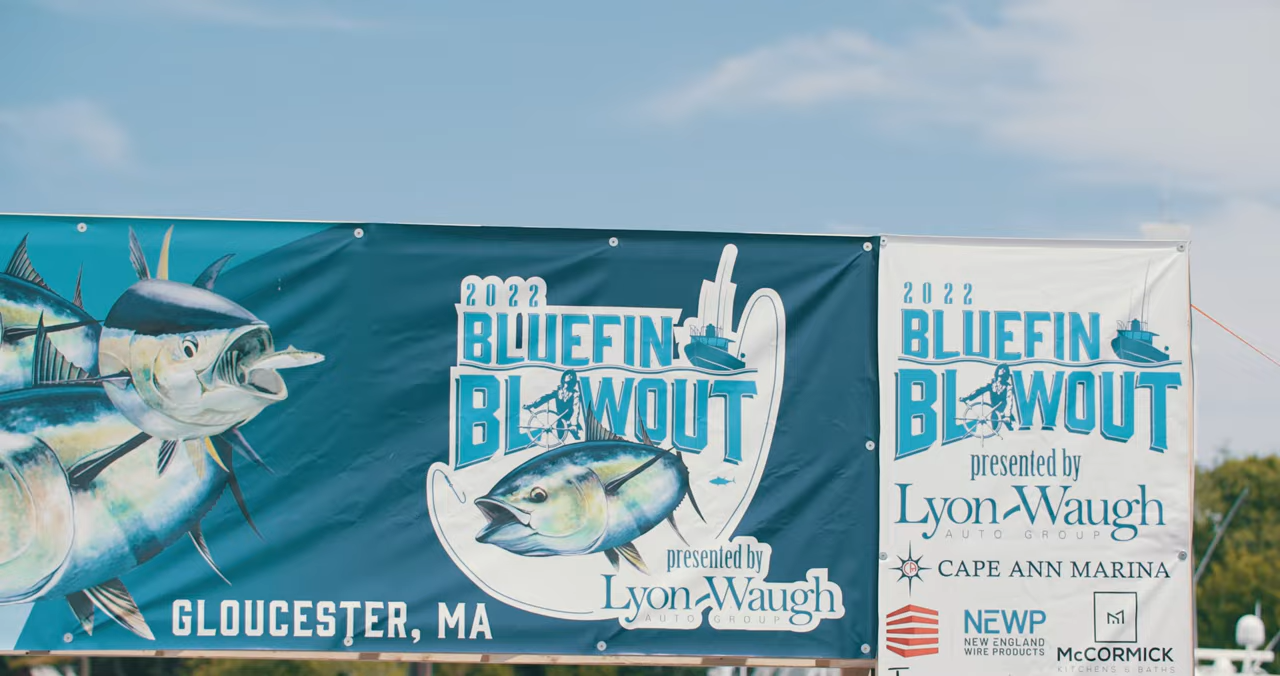 2022
BLUEFIN
BLOWOUT
presented by
Lyon-Waugh
AUTO GROUP
GLOUCESTER, MA
2022
BLUEFIN
BLOWOUT
presented by
Lyon-Waugh
AUTO GROUP
CAPE ANN MARINA
NEWP
NEW ENGLAND
WIRE PRODUCTS
M
McCORMICK
KITCHENS & BATHS